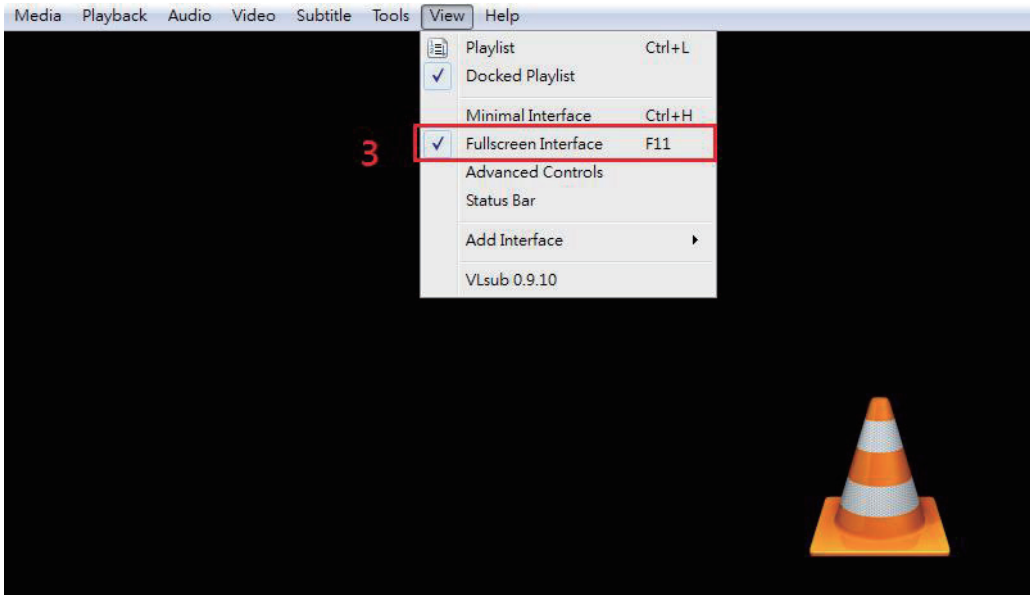 Media Playback Audio Video Subtitle Tools View Help
Playlist Ctrl+L
Docked Playlist
Minimal Interface Ctrl+H
3 Fullscreen Interface F11
Advanced Controls
Status Bar
Add Interface
VLsub 0.9.10